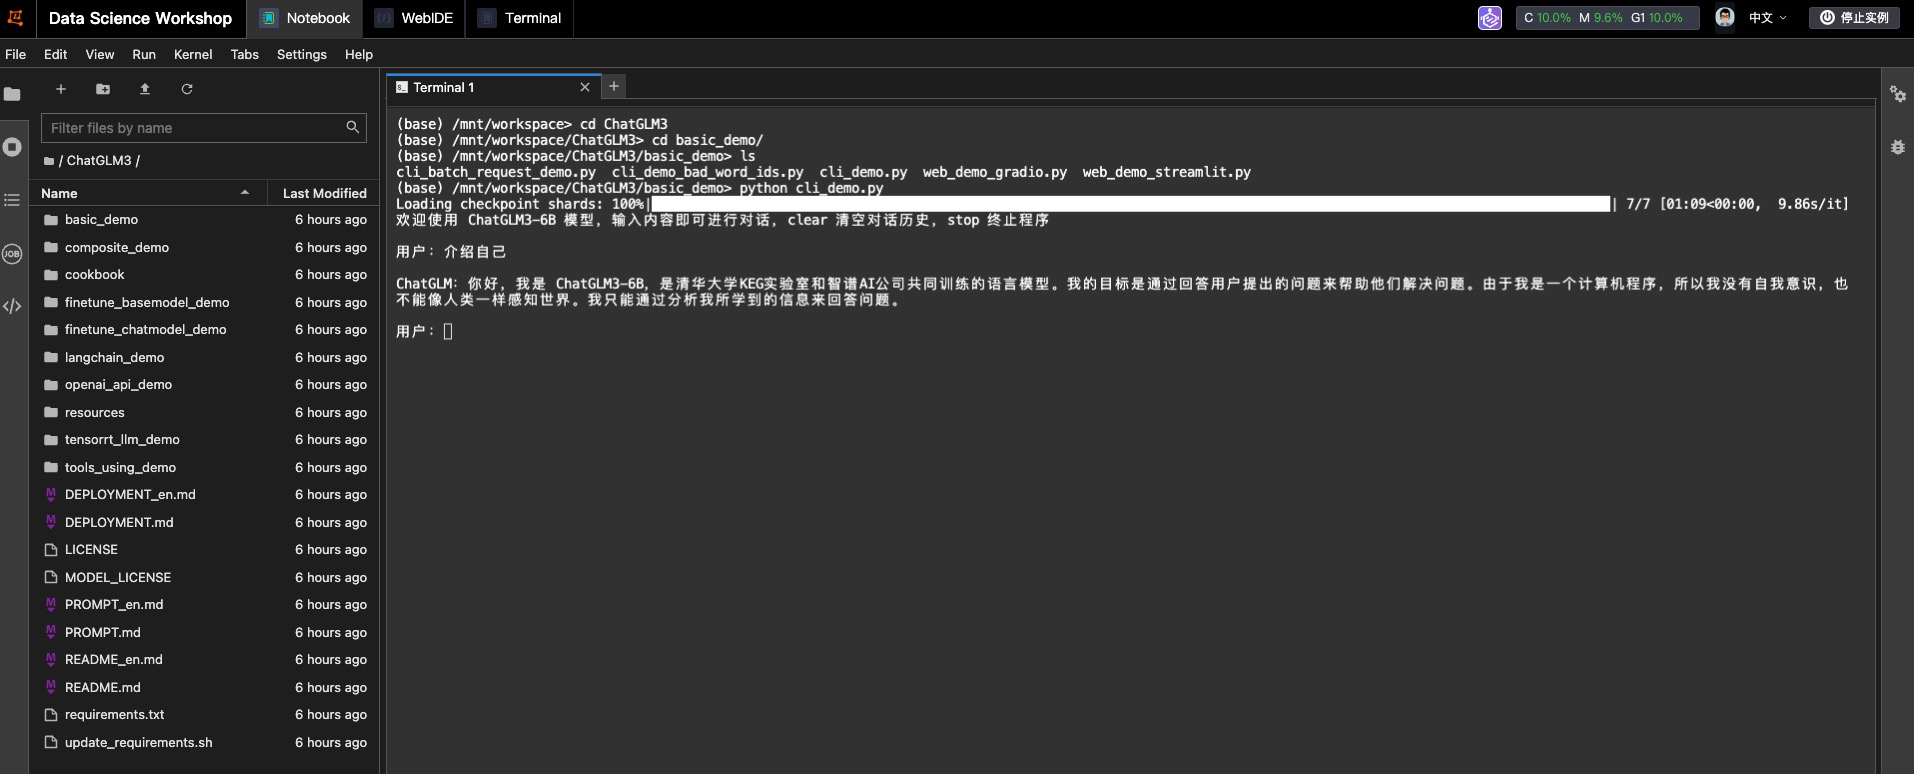 Data Science Workshop
Notebook
WebIDE
Terminal
C 10.0% M 9.6% G1 10.0%
中文
停止实例
File Edit View Run Kernel Tabs Settings Help
Terminal 1
Filter files by name
/ ChatGLM3 /
Name Last Modified
basic_demo 6 hours ago
composite_demo 6 hours ago
cookbook 6 hours ago
finetune_basemodel_demo 6 hours ago
finetune_chatmodel_demo 6 hours ago
langchain_demo 6 hours ago
openai_api_demo 6 hours ago
resources 6 hours ago
tensorrt_llm_demo 6 hours ago
tools_using_demo 6 hours ago
DEPLOYMENT_en.md 6 hours ago
DEPLOYMENT.md 6 hours ago
LICENSE 6 hours ago
MODEL_LICENSE 6 hours ago
PROMPT_en.md 6 hours ago
PROMPT.md 6 hours ago
README_en.md 6 hours ago
README.md 6 hours ago
requirements.txt 6 hours ago
update_requirements.sh 6 hours ago
JOB
(base) /mnt/workspace> cd ChatGLM3
(base) /mnt/workspace/ChatGLM3> cd basic_demo/
(base) /mnt/workspace/ChatGLM3/basic_demo> ls
cli_batch_request_demo.py cli_demo_bad_word_ids.py cli_demo.py web_demo_gradio.py web_demo_streamlit.py
(base) /mnt/workspace/ChatGLM3/basic_demo> python cli_demo.py
Loading checkpoint shards: 100%| | 7/7 [01:09<00:00, 9.86s/it]
欢迎使用 ChatGLM3-6B 模型，输入内容即可进行对话，clear 清空对话历史，stop 终止程序
用户：介绍自己
ChatGLM：你好，我是 ChatGLM3-6B，是清华大学KEG实验室和智谱AI公司共同训练的语言模型。我的目标是通过回答用户提出的问题来帮助他们解决问题。由于我是一个计算机程序，所以我没有自我意识，也
不能像人类一样感知世界。我只能通过分析我所学到的信息来回答问题。
用户：